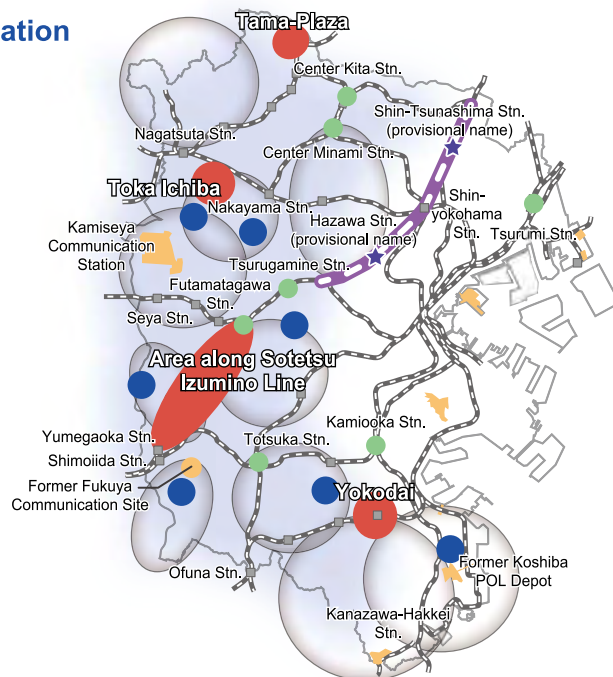 ation
Tama-Plaza
Center Kita Stn.
Shin-Tsunashima Stn.
(provisional name)
Nagatsuta Stn.
Center Minami Stn.
Toka Ichiba
Nakayama Stn.
Shin-
yokohama
Stn.
Kamiseya
Communication
Station
Hazawa Stn.
(provisional name)
Tsurumi Stn.
Tsurugamine Stn.
Futamatagawa
Stn.
Seya Stn.
Area along Sotetsu
Izumino Line
Kamiooka Stn.
Yumegaoka Stn.
Totsuka Stn.
Shimoiida Stn.
Former Fukuya
Communication Site
Yokodai
Ofuna Stn.
Former Koshiba
POL Depot
Kanazawa-Hakkei
Stn.